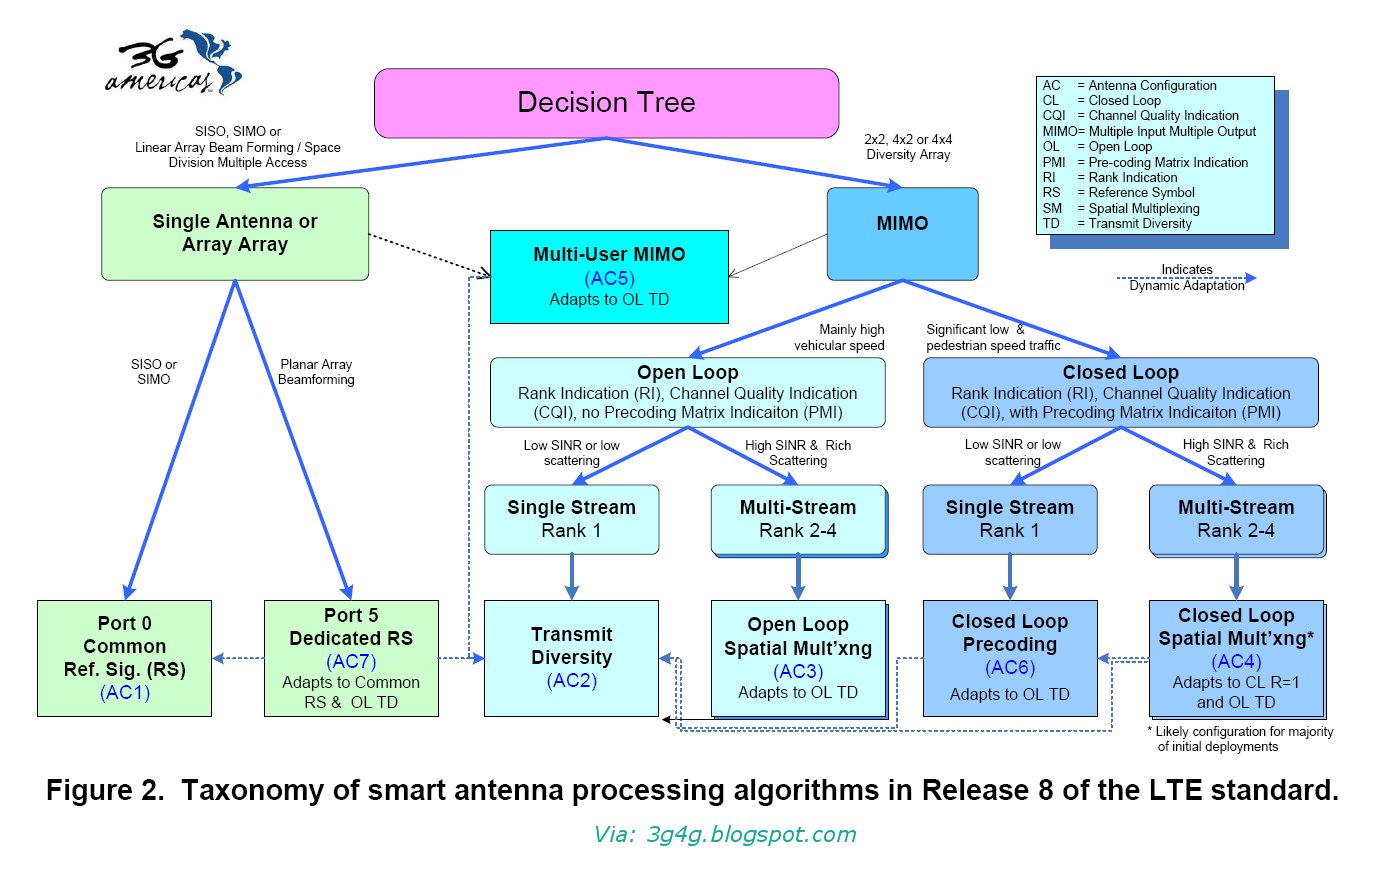 3G
americas
Decision Tree
SISO, SIMO or
Linear Array Beam Forming / Space
Division Multiple Access
2x2, 4x2 or 4x4
Diversity Array
AC = Antenna Configuration
CL = Closed Loop
CQI = Channel Quality Indication
MIMO= Multiple Input Multiple Output
OL = Open Loop
PMI = Pre-coding Matrix Indication
RI = Rank Indication
RS = Reference Symbol
SM = Spatial Multiplexing
TD = Transmit Diversity
Indicates
Dynamic Adaptation
Single Antenna or
Array Array
Multi-User MIMO
(AC5)
Adapts to OL TD
MIMO
SISO or
SIMO
Planar Array
Beamforming
Mainly high
vehicular speed
Significant low &
pedestrian speed traffic
Open Loop
Rank Indication (RI), Channel Quality Indication
(CQI), no Precoding Matrix Indicaiton (PMI)
Closed Loop
Rank Indication (RI), Channel Quality Indication
(CQI), with Precoding Matrix Indicaiton (PMI)
Low SINR or low
scattering
High SINR & Rich
Scattering
Low SINR or low
scattering
High SINR & Rich
Scattering
Single Stream
Rank 1
Multi-Stream
Rank 2-4
Single Stream
Rank 1
Multi-Stream
Rank 2-4
Port 0
Common
Ref. Sig. (RS)
(AC1)
Port 5
Dedicated RS
(AC7)
Adapts to Common
RS & OL TD
Transmit
Diversity
(AC2)
Open Loop
Spatial Mult'xng
(AC3)
Adapts to OL TD
Closed Loop
Precoding
(AC6)
Adapts to OL TD
Closed Loop
Spatial Mult'xng*
(AC4)
Adapts to CL R=1
and OL TD
* Likely configuration for majority
of initial deployments
Figure 2. Taxonomy of smart antenna processing algorithms in Release 8 of the LTE standard.
Via: 3g4g.blogspot.com